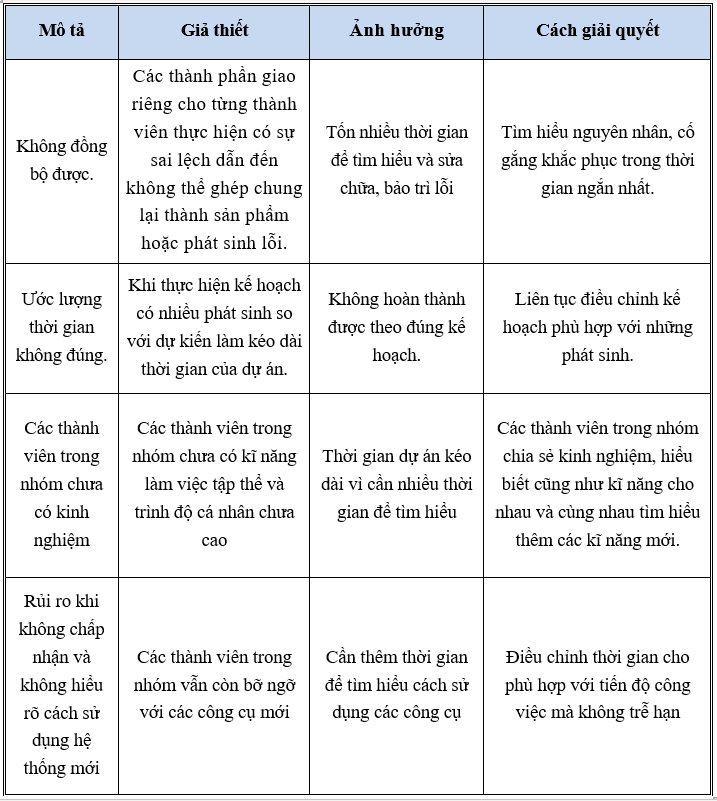 Mô tả
Giả thiết
Ảnh hưởng
Cách giải quyết
Không đồng
bộ được.
Các thành phần giao
riêng cho từng thành
viên thực hiện có sự
sai lệch dẫn đến
không thể ghép chung
lại thành sản phẩm
hoặc phát sinh lỗi.
Tốn nhiều thời gian
để tìm hiểu và sửa
chữa, bảo trì lỗi
Tìm hiểu nguyên nhân, cố
gắng khắc phục trong thời
gian ngắn nhất.
Ước lượng
thời gian
không đúng.
Khi thực hiện kế hoạch
có nhiều phát sinh so
với dự kiến làm kéo dài
thời gian của dự án.
Không hoàn thành
được theo đúng kế
hoạch.
Liên tục điều chỉnh kế
hoạch phù hợp với những
phát sinh.
Các thành
viên trong
nhóm chưa
có kinh
nghiệm
Các thành viên trong
nhóm chưa có kĩ năng
làm việc tập thể và
trình độ cá nhân chưa
cao
Thời gian dự án kéo
dài vì cần nhiều thời
gian để tìm hiểu
Các thành viên trong nhóm
chia sẻ kinh nghiệm, hiểu
biết cũng như kĩ năng cho
nhau và cùng nhau tìm hiểu
thêm các kĩ năng mới.
Rủi ro khi
không chấp
nhận và
không hiểu
rõ cách sử
dụng hệ
thống mới
Các thành viên trong
nhóm vẫn còn bỡ ngỡ
với các công cụ mới
Cần thêm thời gian
để tìm hiểu cách sử
dụng các công cụ
Điều chỉnh thời gian cho
phù hợp với tiến độ công
việc mà không trễ hạn